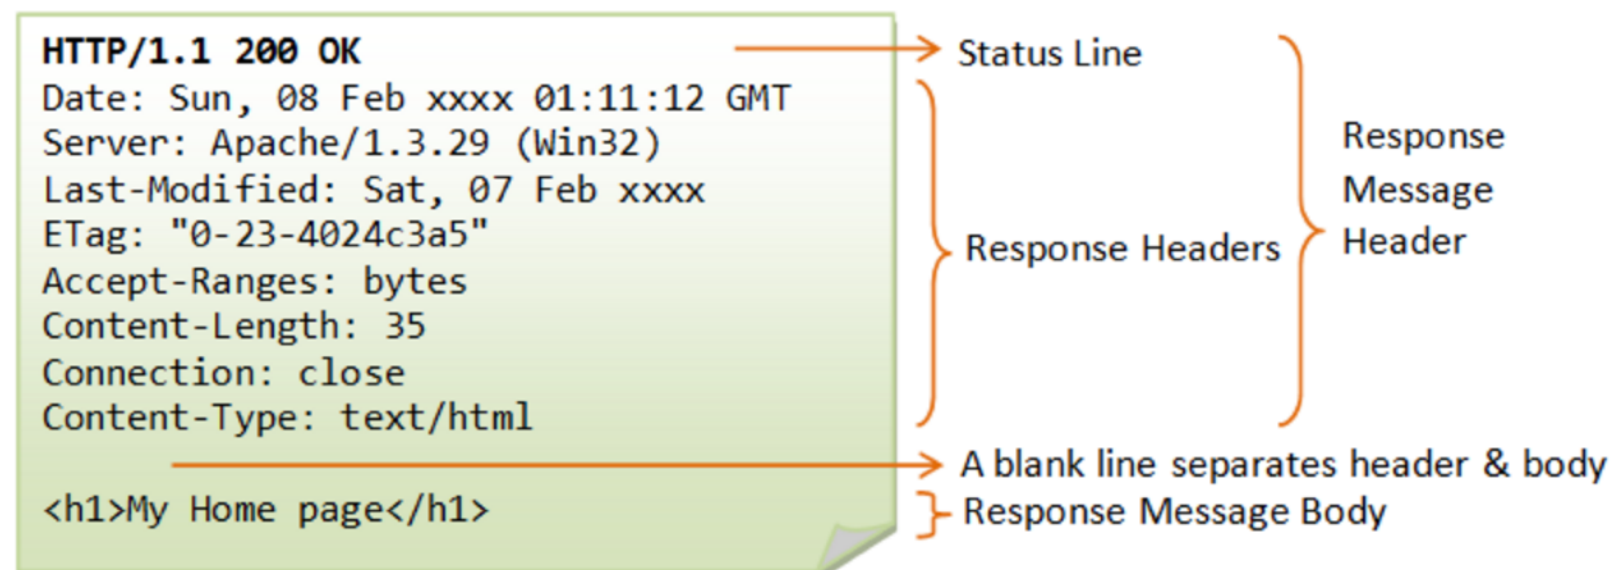 HTTP/1.1 200 OK
Status Line
Date: Sun, 08 Feb xxxx 01:11:12 GMT
Server: Apache/1.3.29 (Win32)
Last-Modified: Sat, 07 Feb xxxx
ETag: "0-23-4024c3a5"
Accept-Ranges: bytes
Content-Length: 35
Connection: close
Content-Type: text/html
Response Headers
Response
Message
Header
A blank line separates header & body
<h1>My Home page</h1>
Response Message Body